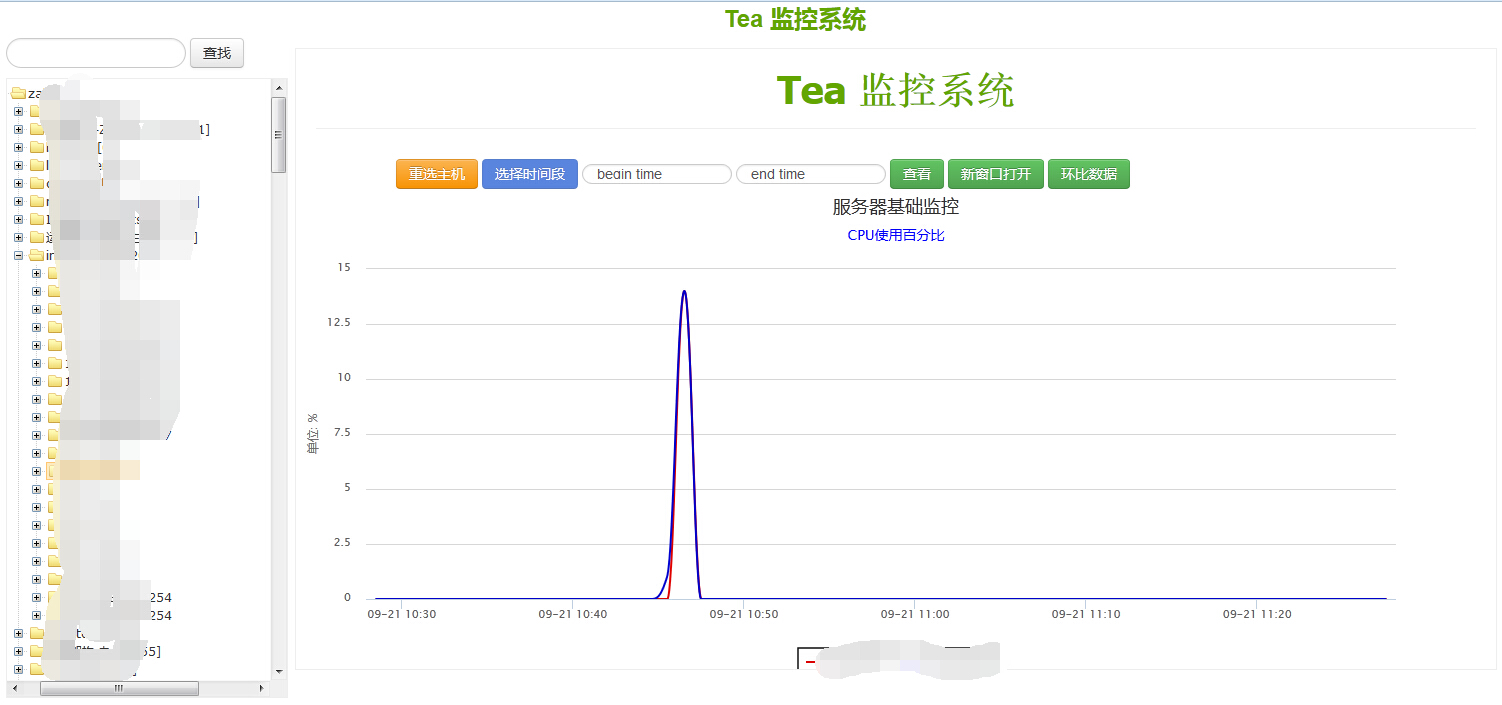 Tea 监控系统
查找
za
1]
254
254
55]
Tea 监控系统
重选主机 选择时间段 begin time end time 查看 新窗口打开 环比数据
服务器基础监控
CPU使用百分比
单位: %
15
12.5
10
7.5
5
2.5
0
09-21 10:30 09-21 10:40 09-21 10:50 09-21 11:00 09-21 11:10 09-21 11:20